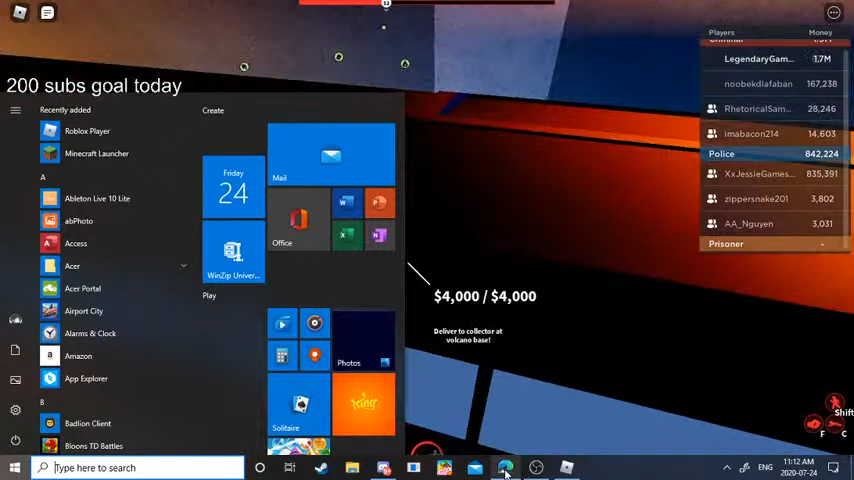 12
200 subs goal today
Recently added
Roblox Player
Minecraft Launcher
A
Ableton Live 10 Lite
abPhoto
Access
Acer
Acer Portal
Airport City
Alarms & Clock
Amazon
App Explorer
B
Badlion Client
Bloons TD Battles
Create
Friday
24
Mail
Office
WinZip Univer...
Play
Photos
Solitaire
King
$4,000 / $4,000
Deliver to collector at
volcano base!
Players Money
LegendaryGam... 1.7M
noobekdlafaban 167,238
RhetoricalSam... 28,246
imabacon214 14,603
Police 842,224
XxJessieGames... 835,391
zippersnake201 3,802
AA_Nguyen 3,031
Prisoner -
Shift
F C
Type here to search
ENG
11:12 AM
2020-07-24